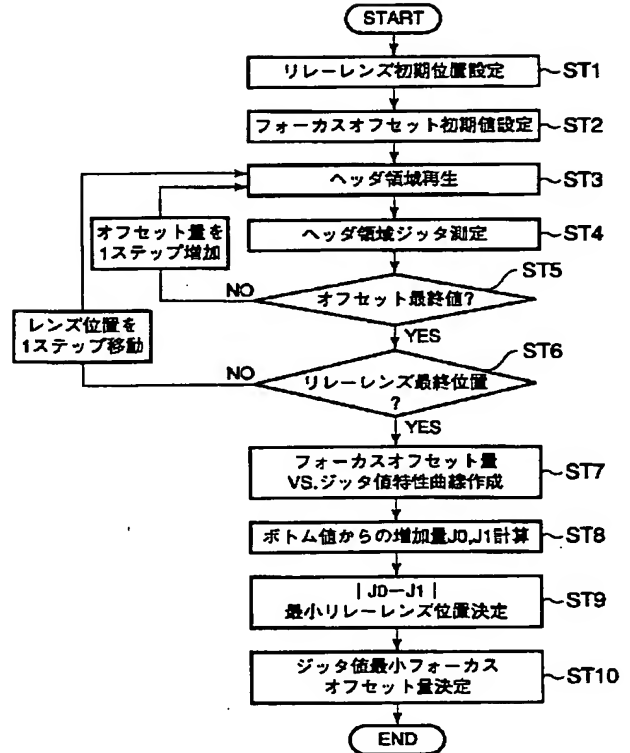 START
リレーレンズ初期位置設定 ST1
フォーカスオフセット初期値設定 ST2
ヘッダ領域再生 ST3
オフセット量を
1ステップ増加
ヘッダ領域ジッタ測定 ST4
ST5
オフセット最終値?
NO
YES
レンズ位置を
1ステップ移動
ST6
リレーレンズ最終位置
?
NO
YES
フォーカスオフセット量
VS.ジッタ値特性曲線作成 ST7
ボトム値からの増加量J0,J1計算 ST8
|J0−J1|
最小リレーレンズ位置決定 ST9
ジッタ値最小フォーカス
オフセット量決定 ST10
END